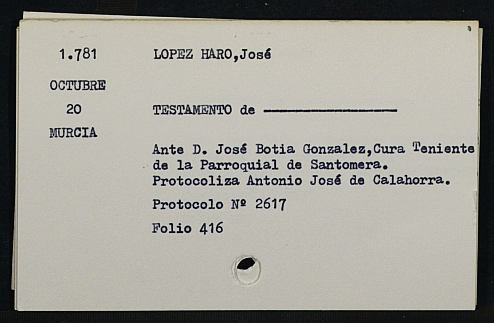 1.781 LOPEZ HARO,José
OCTUBRE
20 TESTAMENTO de ——————————
MURCIA
Ante D. José Botia Gonzalez,Cura Teniente
de la Parroquial de Santomera.
Protocoliza Antonio José de Calahorra.
Protocolo Nº 2617
Folio 416